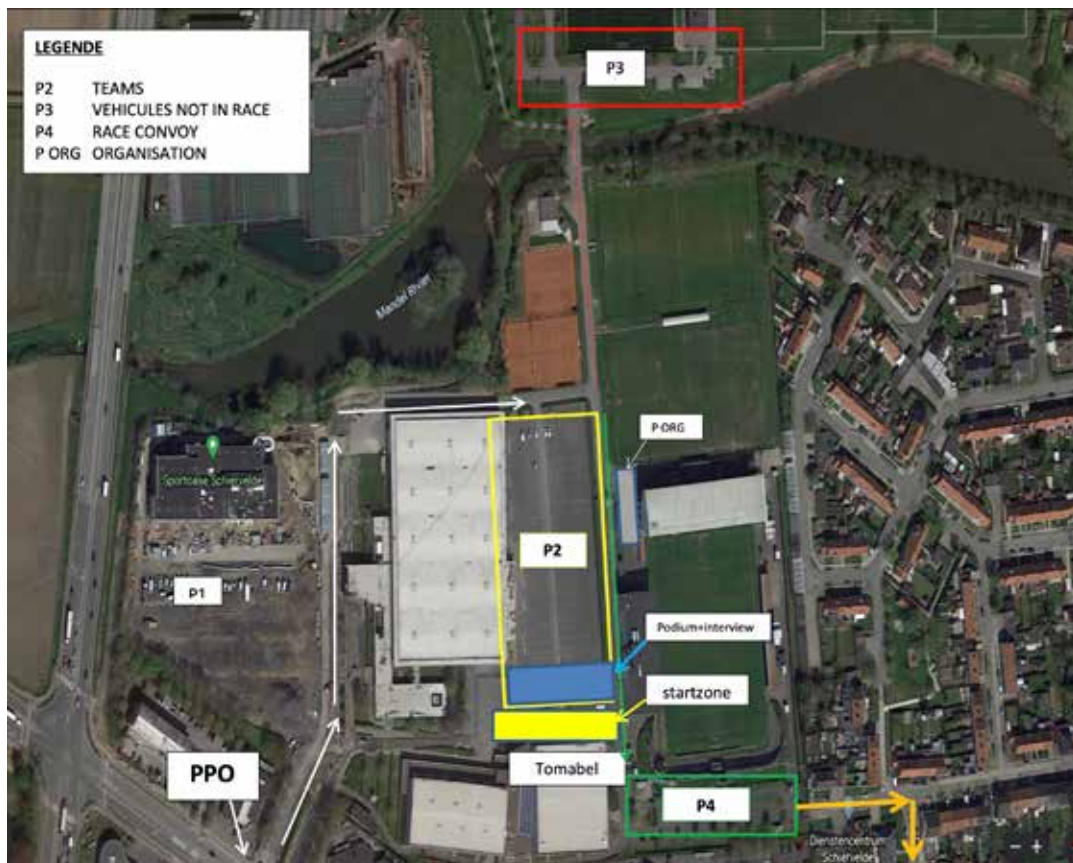 LEGENDE
P2 TEAMS
P3 VEHICULES NOT IN RACE
P4 RACE CONVOY
P ORG ORGANISATION
P3
Mandel River
P ORG
Sportoase Schiervelde
P2
P1
Podium+interview
startzone
PPO
Tomabel
P4
Dienstencentrum
Schiervelde